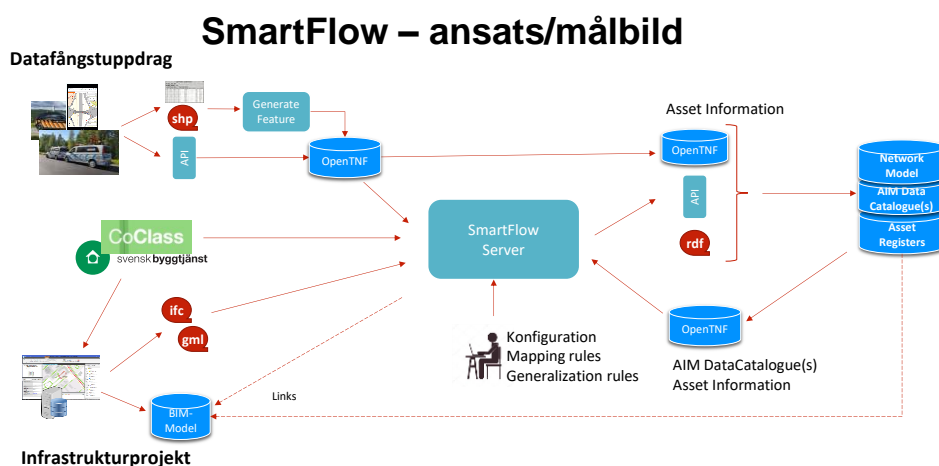 SmartFlow – ansats/målbild
Datafångstuppdrag
shp
Generate
Feature
API
OpenTNF
Asset Information
OpenTNF
API
rdf
Network
Model
AIM Data
Catalogue(s)
Asset
Registers
CoClass
svensk byggtjänst
SmartFlow
Server
ifc
gml
OpenTNF
Konfiguration
Mapping rules
Generalization rules
AIM DataCatalogue(s)
Asset Information
Links
BIM-
Model
Infrastrukturprojekt